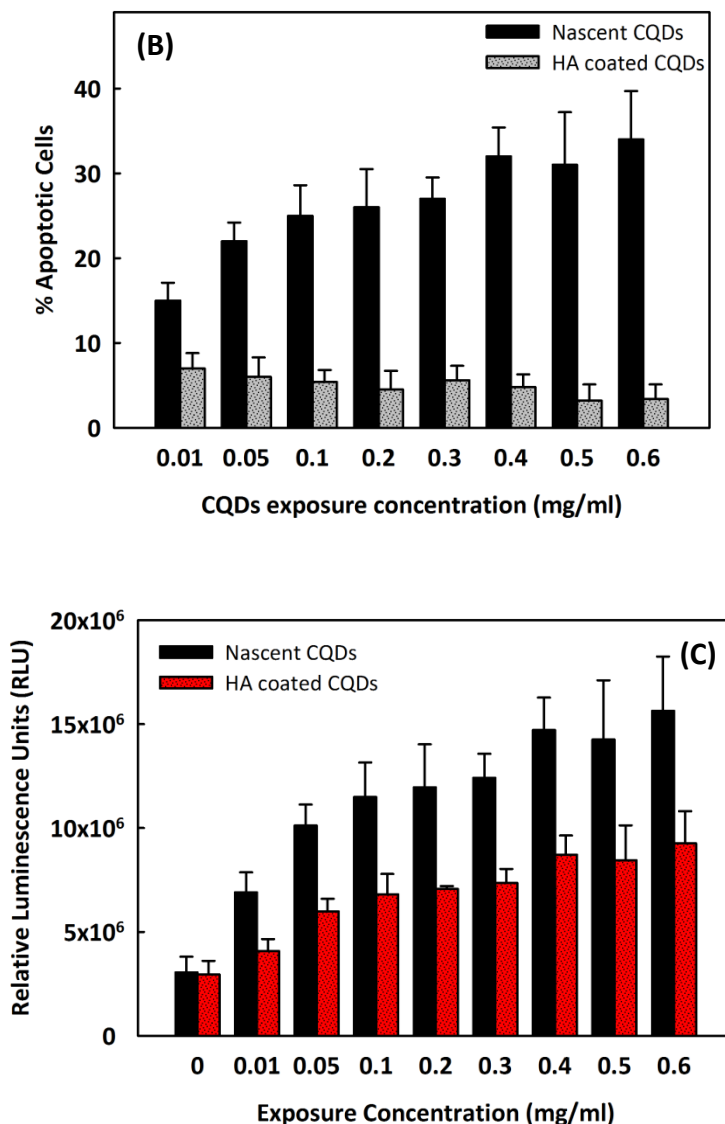 (B)
Nascent CQDs
HA coated CQDs
% Apoptotic Cells
40
30
20
10
0
0.01 0.05 0.1 0.2 0.3 0.4 0.5 0.6
CQDs exposure concentration (mg/ml)
(C)
Nascent CQDs
HA coated CQDs
Relative Luminescence Units (RLU)
20x10⁶
15x10⁶
10x10⁶
5x10⁶
0
0 0.01 0.05 0.1 0.2 0.3 0.4 0.5 0.6
Exposure Concentration (mg/ml)